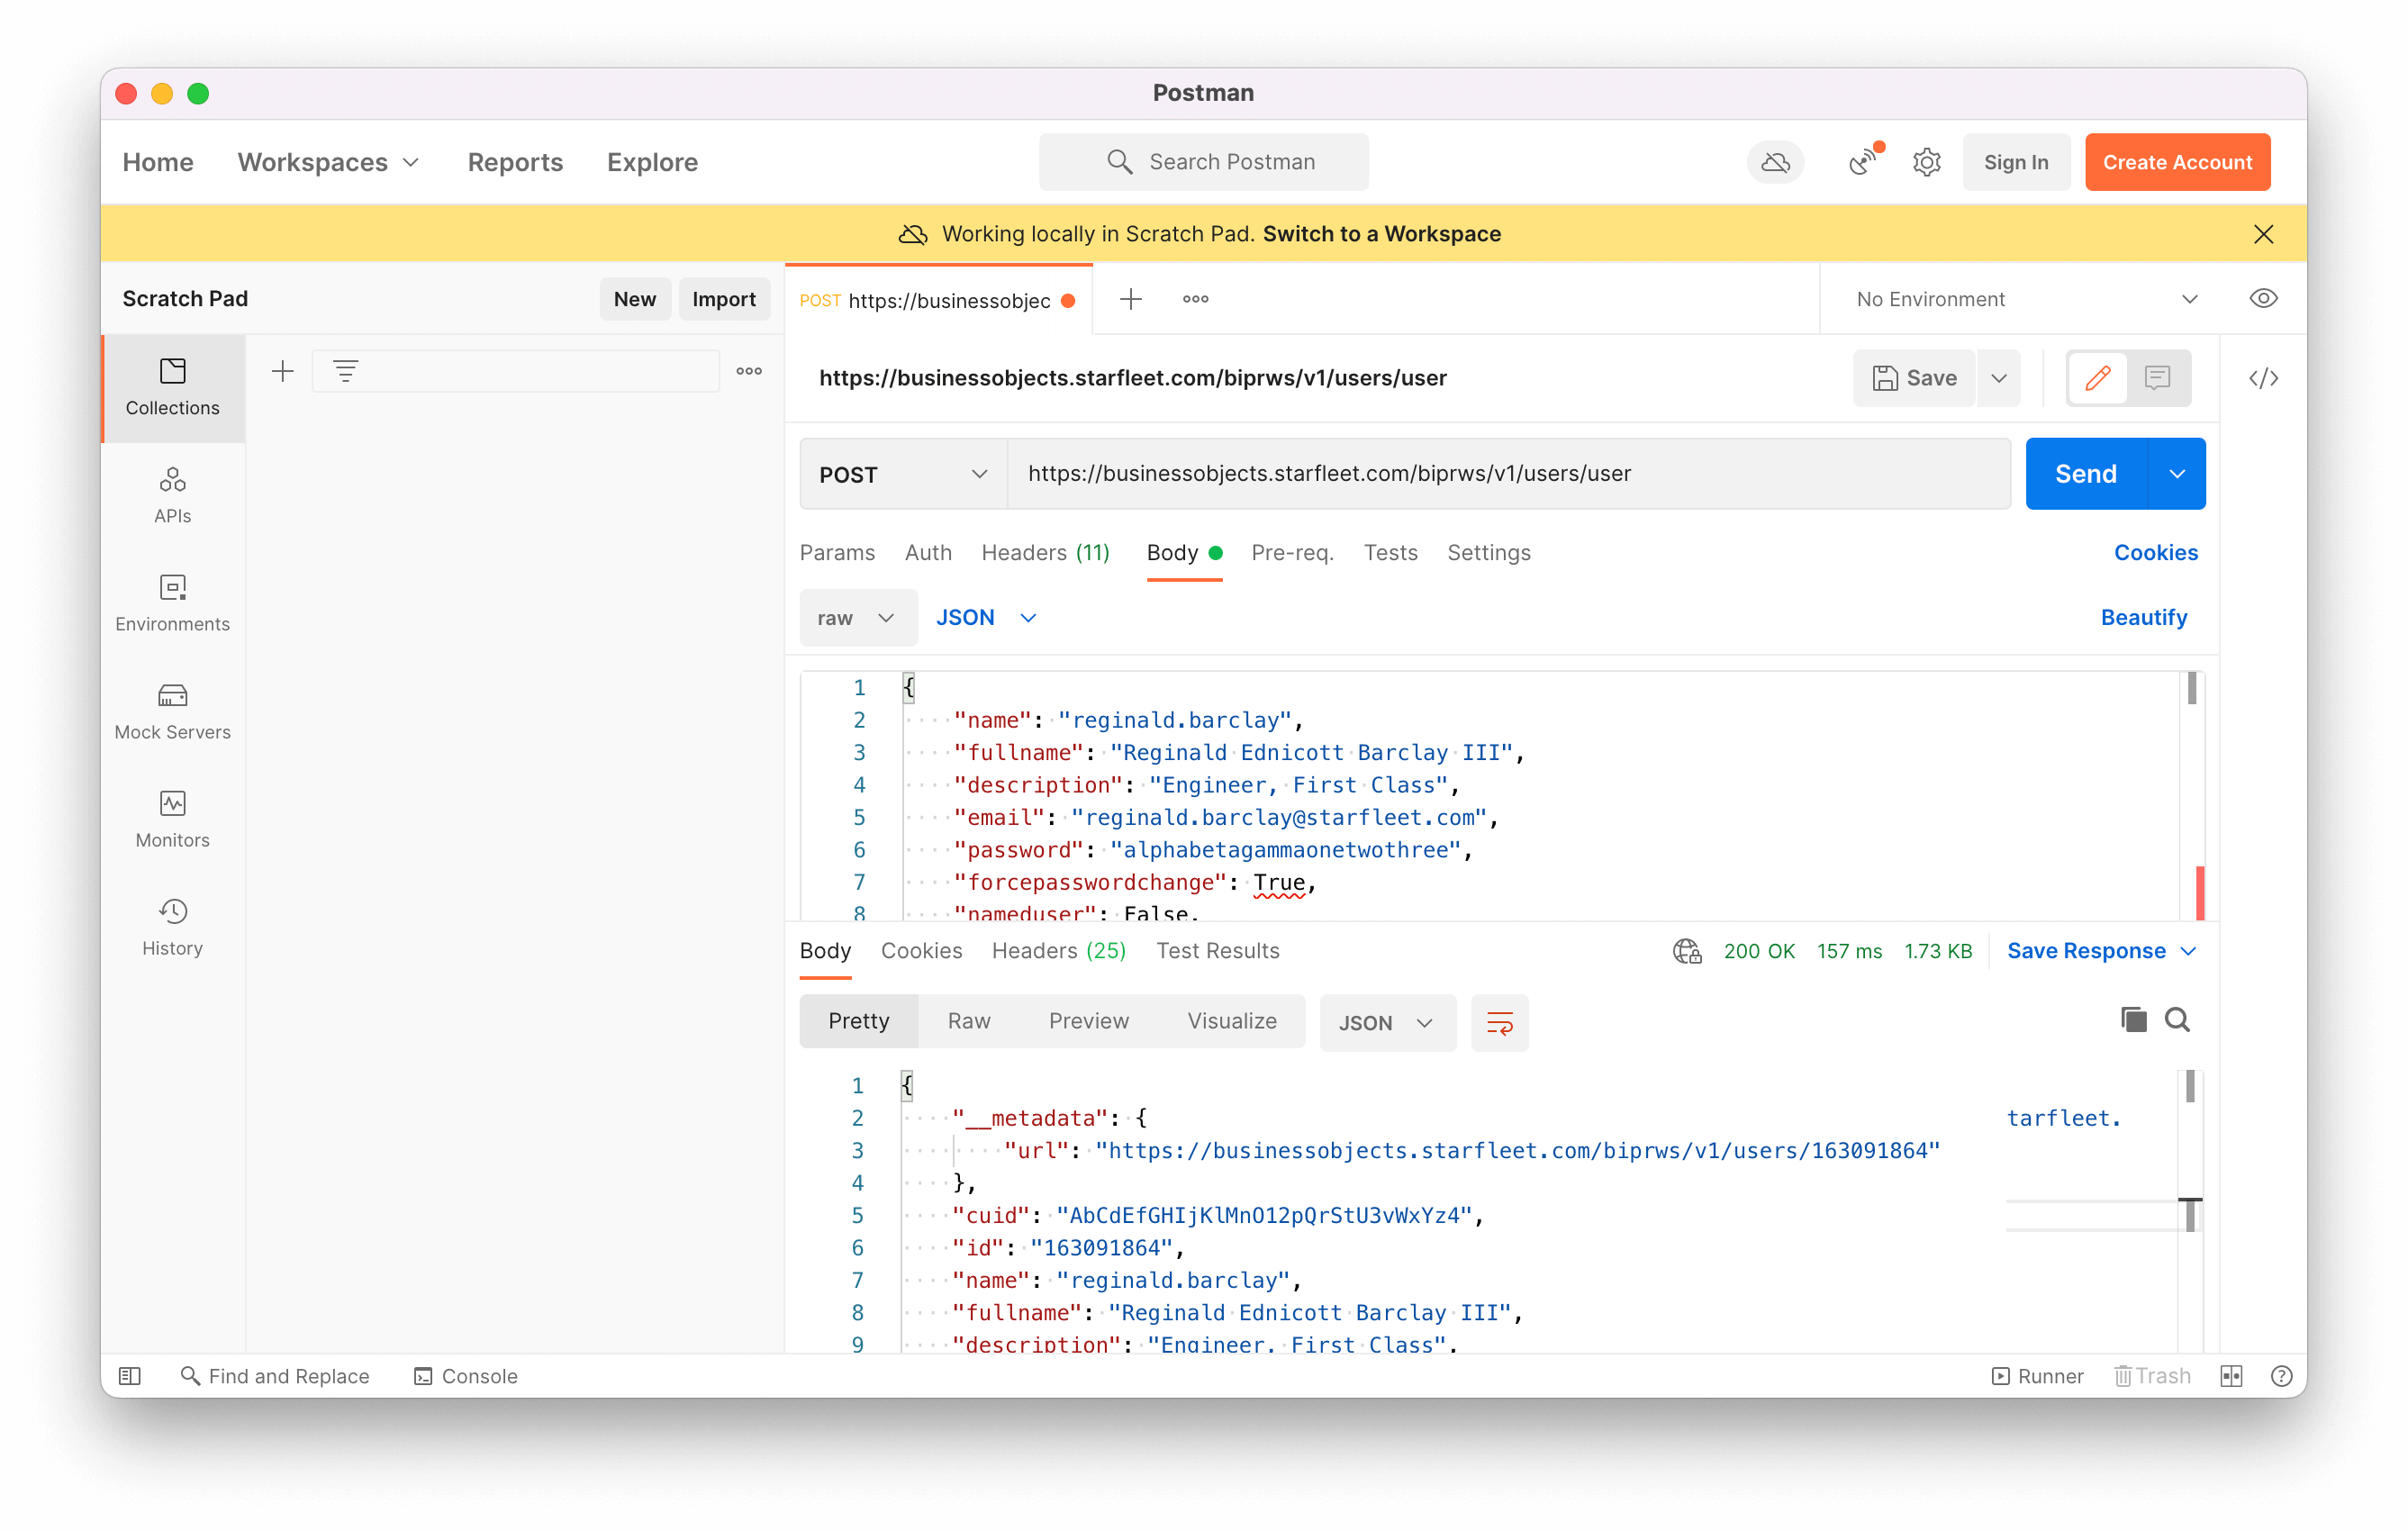 Postman
Home Workspaces Reports Explore Search Postman Sign In Create Account
Working locally in Scratch Pad. Switch to a Workspace
Scratch Pad New Import
POST https://businessobjec
No Environment
Collections
APIs
Environments
Mock Servers
Monitors
History
https://businessobjects.starfleet.com/biprws/v1/users/user
Save
POST https://businessobjects.starfleet.com/biprws/v1/users/user Send
Params Auth Headers (11) Body Pre-req. Tests Settings Cookies
raw JSON Beautify
1 {
2 "name": "reginald.barclay",
3 "fullname": "Reginald Ednicott Barclay III",
4 "description": "Engineer, First Class",
5 "email": "reginald.barclay@starfleet.com",
6 "password": "alphabetagammaonetwothree",
7 "forcepasswordchange": True,
8 "nameduser": False,
Body Cookies Headers (25) Test Results 200 OK 157 ms 1.73 KB Save Response
Pretty Raw Preview Visualize JSON
1 {
2 "__metadata": { tarfleet.
3 "url": "https://businessobjects.starfleet.com/biprws/v1/users/163091864"
4 },
5 "cuid": "AbCdEfGHIjKlMnO12pQrStU3vWxYz4",
6 "id": "163091864",
7 "name": "reginald.barclay",
8 "fullname": "Reginald Ednicott Barclay III",
9 "description": "Engineer, First Class",
Find and Replace Console Runner Trash